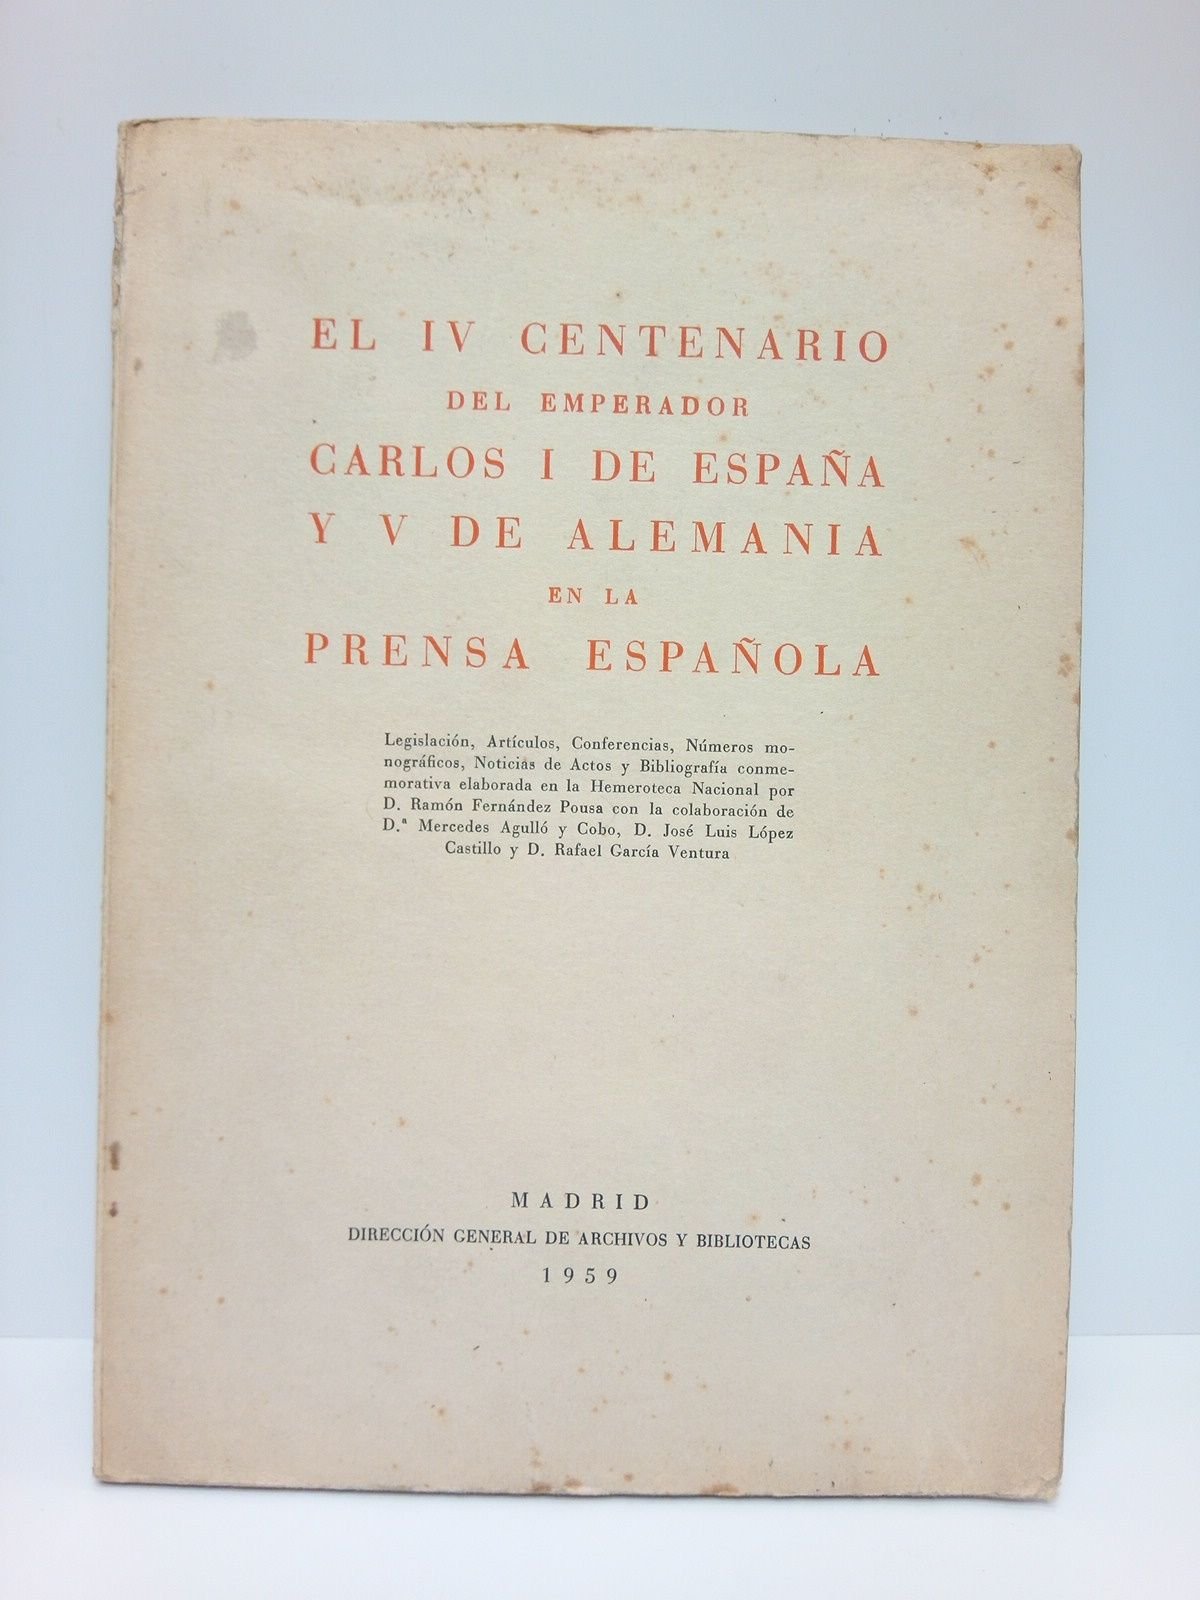 EL IV CENTENARIO
DEL EMPERADOR
CARLOS I DE ESPAÑA
Y V DE ALEMANIA
EN LA
PRENSA ESPAÑOLA
Legislación, Artículos, Conferencias, Números mo-
nográficos, Noticias de Actos y Bibliografía conme-
morativa elaborada en la Hemeroteca Nacional por
D. Ramón Fernández Pousa con la colaboración de
D.ª Mercedes Agulló y Cobo, D. José Luis López
Castillo y D. Rafael García Ventura
MADRID
DIRECCIÓN GENERAL DE ARCHIVOS Y BIBLIOTECAS
1959